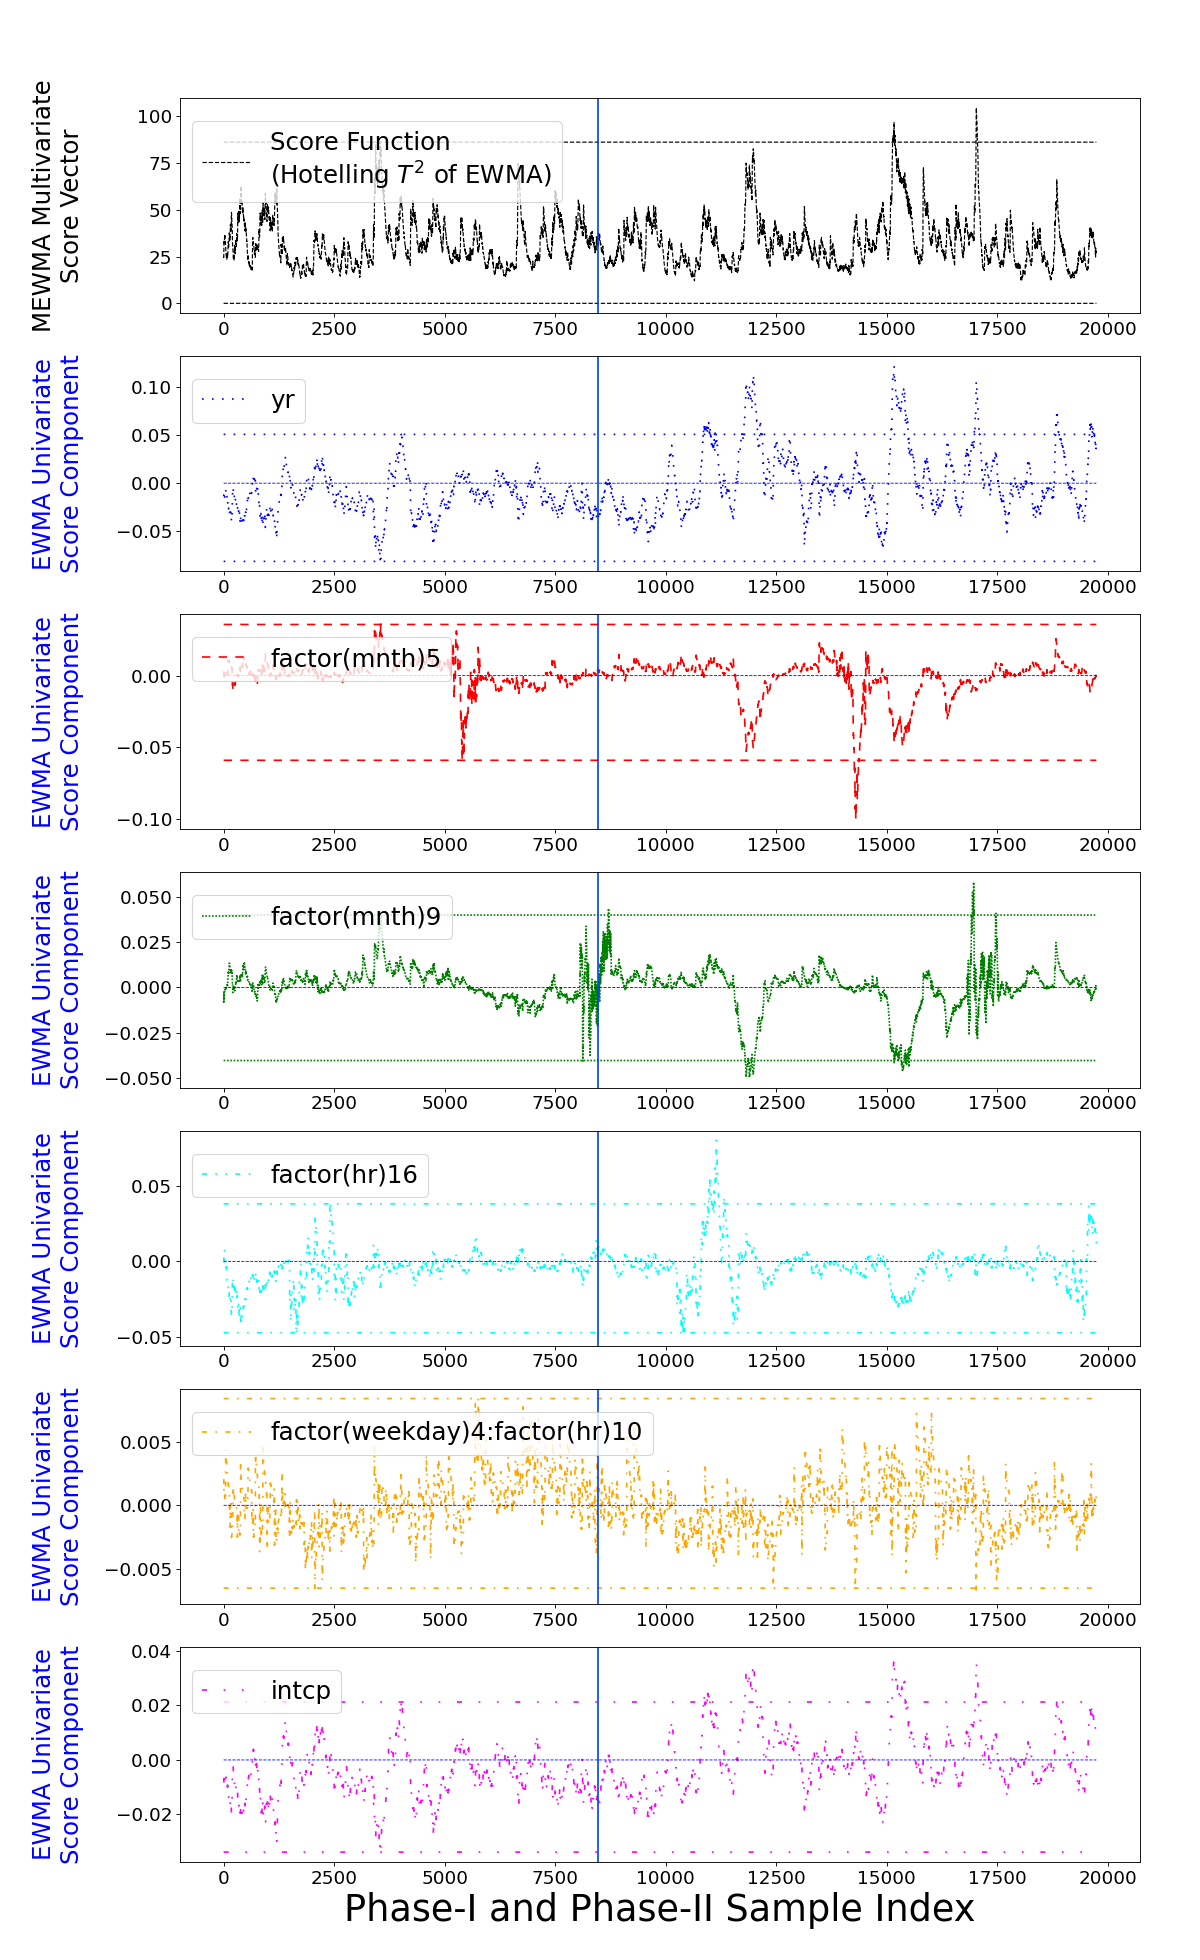 MEWMA Multivariate
Score Vector
100
75
50
25
0
Score Function
(Hotelling T² of EWMA)
0 2500 5000 7500 10000 12500 15000 17500 20000
EWMA Univariate
Score Component
0.10
0.05
0.00
−0.05
yr
0 2500 5000 7500 10000 12500 15000 17500 20000
EWMA Univariate
Score Component
0.00
−0.05
−0.10
factor(mnth)5
0 2500 5000 7500 10000 12500 15000 17500 20000
EWMA Univariate
Score Component
0.050
0.025
0.000
−0.025
−0.050
factor(mnth)9
0 2500 5000 7500 10000 12500 15000 17500 20000
EWMA Univariate
Score Component
0.05
0.00
−0.05
factor(hr)16
0 2500 5000 7500 10000 12500 15000 17500 20000
EWMA Univariate
Score Component
0.005
0.000
−0.005
factor(weekday)4:factor(hr)10
0 2500 5000 7500 10000 12500 15000 17500 20000
EWMA Univariate
Score Component
0.04
0.02
0.00
−0.02
intcp
0 2500 5000 7500 10000 12500 15000 17500 20000
Phase-I and Phase-II Sample Index